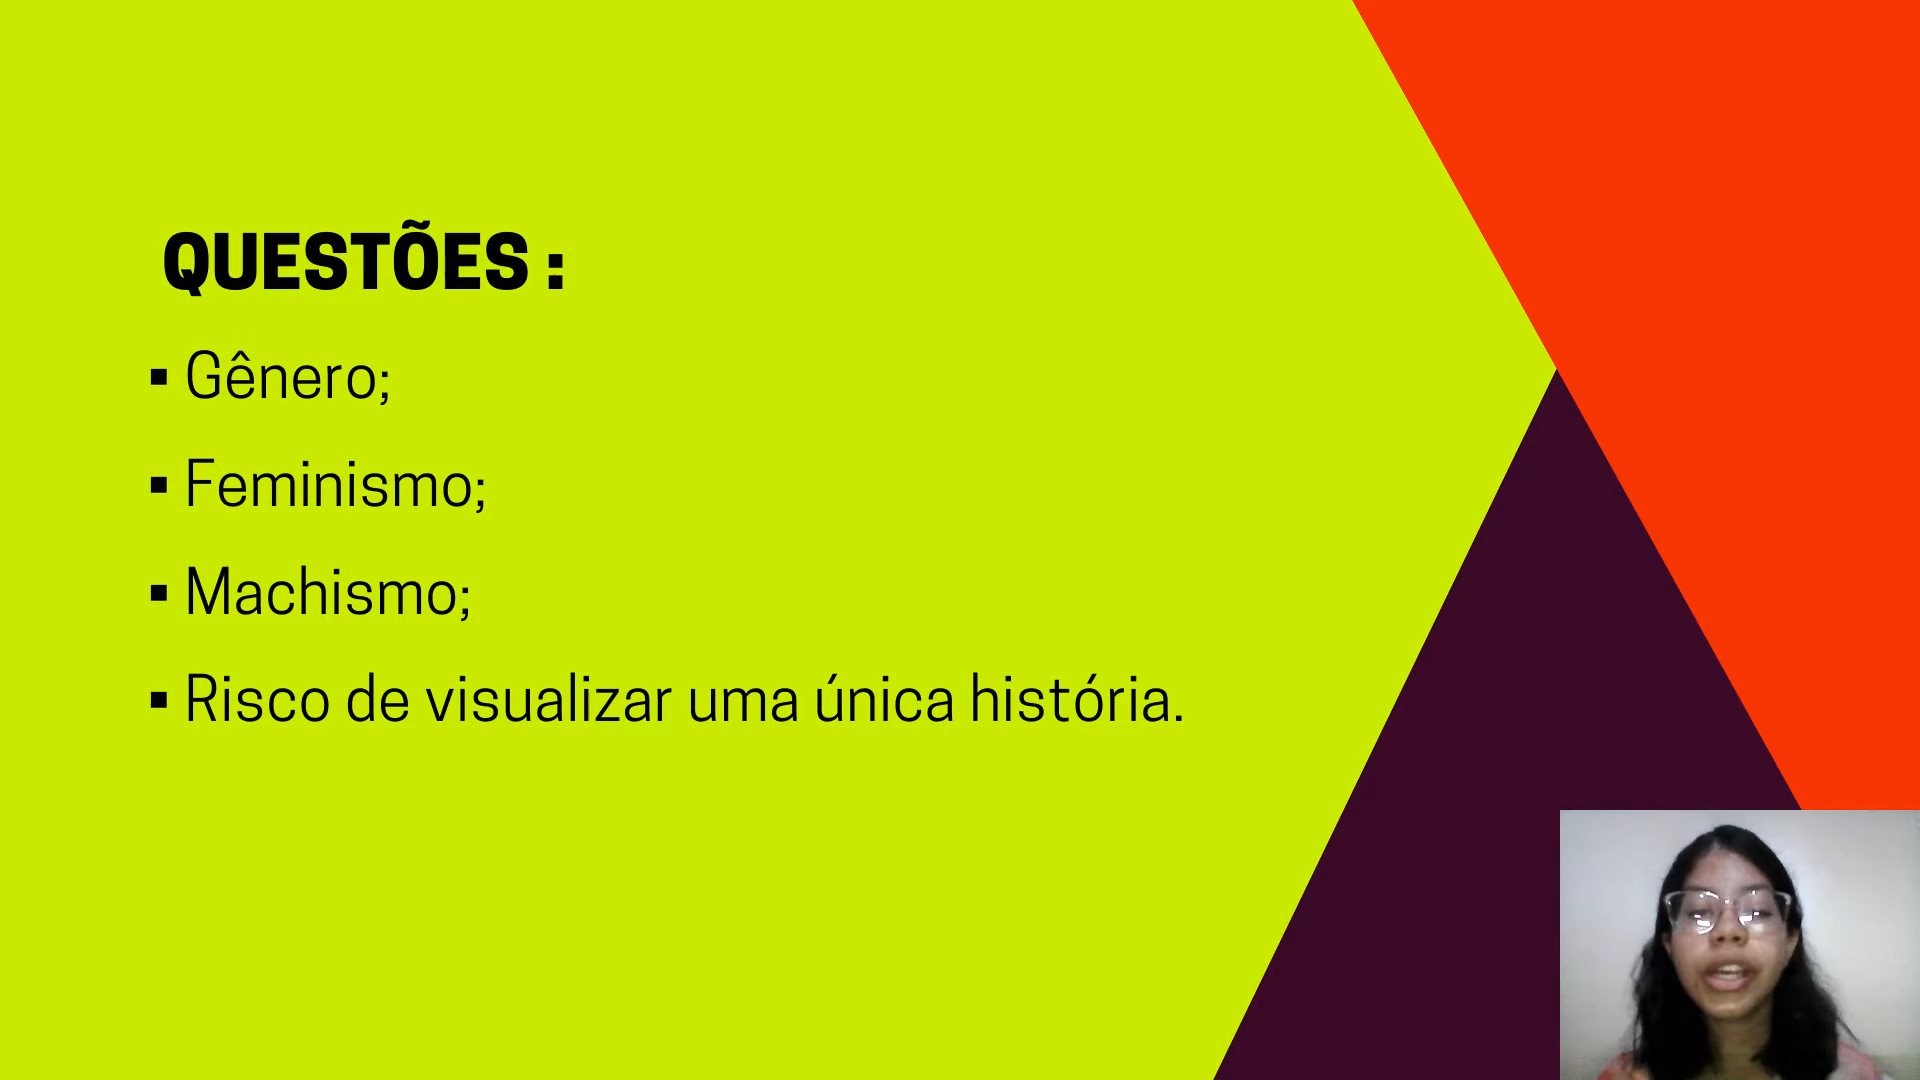 QUESTÕES :
▪ Gênero;
▪ Feminismo;
▪ Machismo;
▪ Risco de visualizar uma única história.